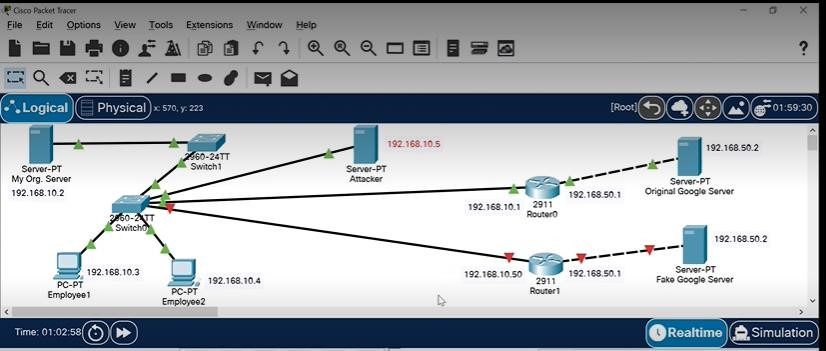 Cisco Packet Tracer
File Edit Options View Tools Extensions Window Help
?
Logical Physical x: 570, y: 223 [Root] 01:59:30
Server-PT
My Org. Server
192.168.10.2
2960-24TT
Switch1
Server-PT
Attacker
192.168.10.5
2960-24TT
Switch0
PC-PT
Employee1
192.168.10.3
PC-PT
Employee2
192.168.10.4
192.168.10.1
2911
Router0
192.168.50.1
192.168.50.2
Server-PT
Original Google Server
192.168.10.50
2911
Router1
192.168.50.1
192.168.50.2
Server-PT
Fake Google Server
Time: 01:02:58 Realtime Simulation